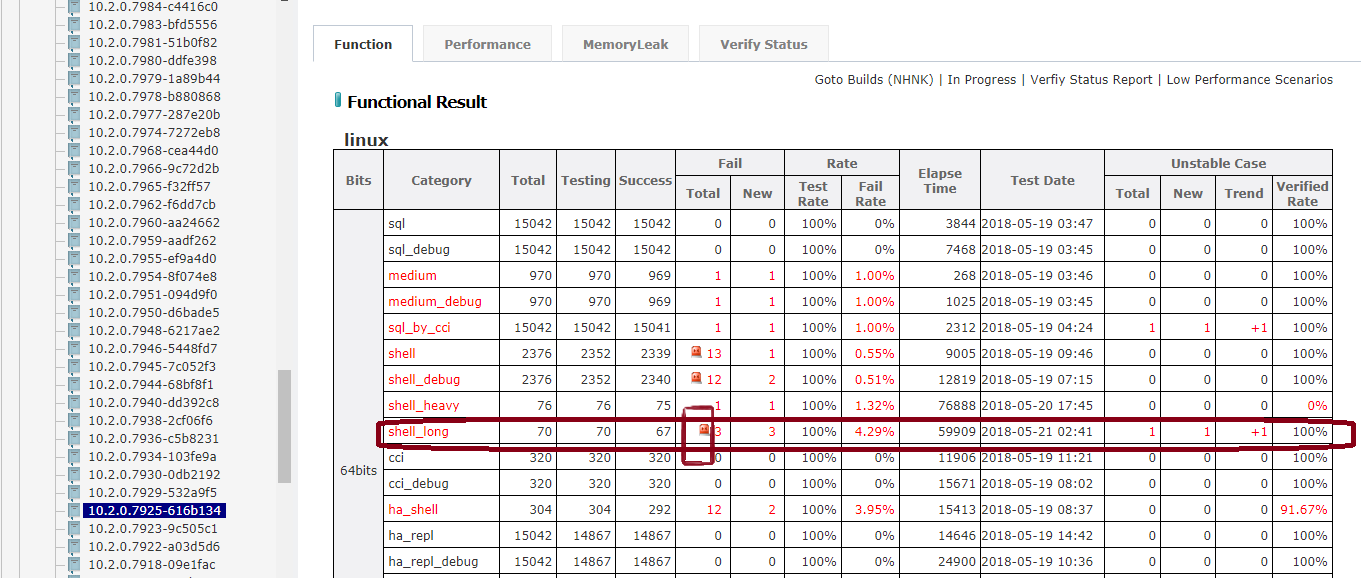 10.2.0.7984-c4416c0
10.2.0.7983-bfd5556
10.2.0.7981-51b0f82
10.2.0.7980-ddfe398
10.2.0.7979-1a89b44
10.2.0.7978-b880868
10.2.0.7977-287e20b
10.2.0.7974-7272eb8
10.2.0.7968-cea44d0
10.2.0.7966-9c72d2b
10.2.0.7965-f32ff57
10.2.0.7962-f6dd7cb
10.2.0.7960-aa24662
10.2.0.7959-aadf262
10.2.0.7955-ef9a4d0
10.2.0.7954-8f074e8
10.2.0.7951-094d9f0
10.2.0.7950-d6bade5
10.2.0.7948-6217ae2
10.2.0.7946-5448fd7
10.2.0.7945-7c052f3
10.2.0.7944-68bf8f1
10.2.0.7940-dd392c8
10.2.0.7938-2cf06f6
10.2.0.7936-c5b8231
10.2.0.7934-103fe9a
10.2.0.7930-0db2192
10.2.0.7929-532a9f5
10.2.0.7925-616b134
10.2.0.7923-9c505c1
10.2.0.7922-a03d5d6
10.2.0.7918-09e1fac
Function Performance MemoryLeak Verify Status
Goto Builds (NHNK) | In Progress | Verfiy Status Report | Low Performance Scenarios
Functional Result
linux
Bits Category Total Testing Success Fail Rate Elapse Time Test Date Unstable Case
Total New Test Rate Fail Rate Total New Trend Verified Rate
64bits
sql 15042 15042 15042 0 0 100% 0% 3844 2018-05-19 03:47 0 0 0 100%
sql_debug 15042 15042 15042 0 0 100% 0% 7468 2018-05-19 03:47 0 0 0 100%
medium 970 970 969 1 1 100% 1.00% 268 2018-05-19 03:46 0 0 0 100%
medium_debug 970 970 969 1 1 100% 1.00% 1025 2018-05-19 03:45 0 0 0 100%
sql_by_cci 15042 15042 15041 1 1 100% 1.00% 2312 2018-05-19 04:24 1 1 +1 100%
shell 2376 2352 2339 13 1 100% 0.55% 9005 2018-05-19 09:46 0 0 0 100%
shell_debug 2376 2352 2340 12 2 100% 0.51% 12819 2018-05-19 07:15 0 0 0 100%
shell_heavy 76 76 75 1 1 100% 1.32% 76888 2018-05-20 17:45 0 0 0 0%
shell_long 70 70 67 3 3 100% 4.29% 59909 2018-05-21 02:41 1 1 +1 100%
cci 320 320 320 0 0 100% 0% 11906 2018-05-19 11:21 0 0 0 100%
cci_debug 320 320 320 0 0 100% 0% 15671 2018-05-19 08:02 0 0 0 100%
ha_shell 304 304 292 12 2 100% 3.95% 15413 2018-05-19 08:37 0 0 0 91.67%
ha_repl 15042 14867 14867 0 0 100% 0% 14646 2018-05-19 14:42 0 0 0 100%
ha_repl_debug 15042 14867 14867 0 0 100% 0% 24900 2018-05-19 10:36 0 0 0 100%